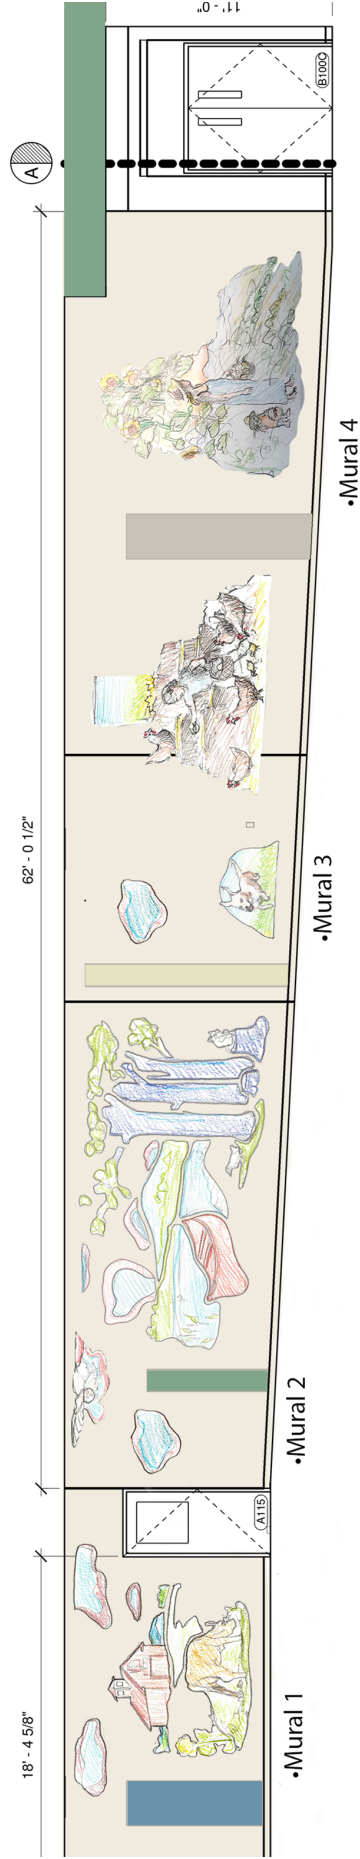 18' - 4 5/8"
62' - 0 1/2"
11' - 0"
A
A115
B100C
•Mural 1
•Mural 2
•Mural 3
•Mural 4